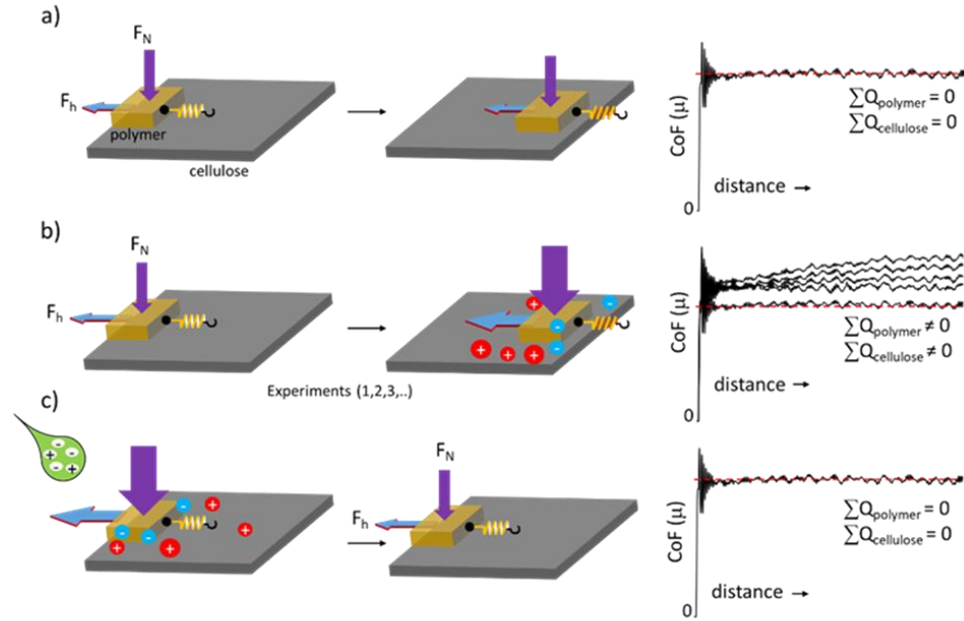 a)
F_N
F_h
polymer
cellulose
CoF (μ)
∑Q_polymer = 0
∑Q_cellulose = 0
distance →
0
b)
F_N
F_h
- + -
+ + + -
Experiments (1,2,3,..)
CoF (μ)
∑Q_polymer ≠ 0
∑Q_cellulose ≠ 0
distance →
0
c)
- + - - - +
- + - - + + +
F_N
F_h
CoF (μ)
∑Q_polymer = 0
∑Q_cellulose = 0
distance →
0